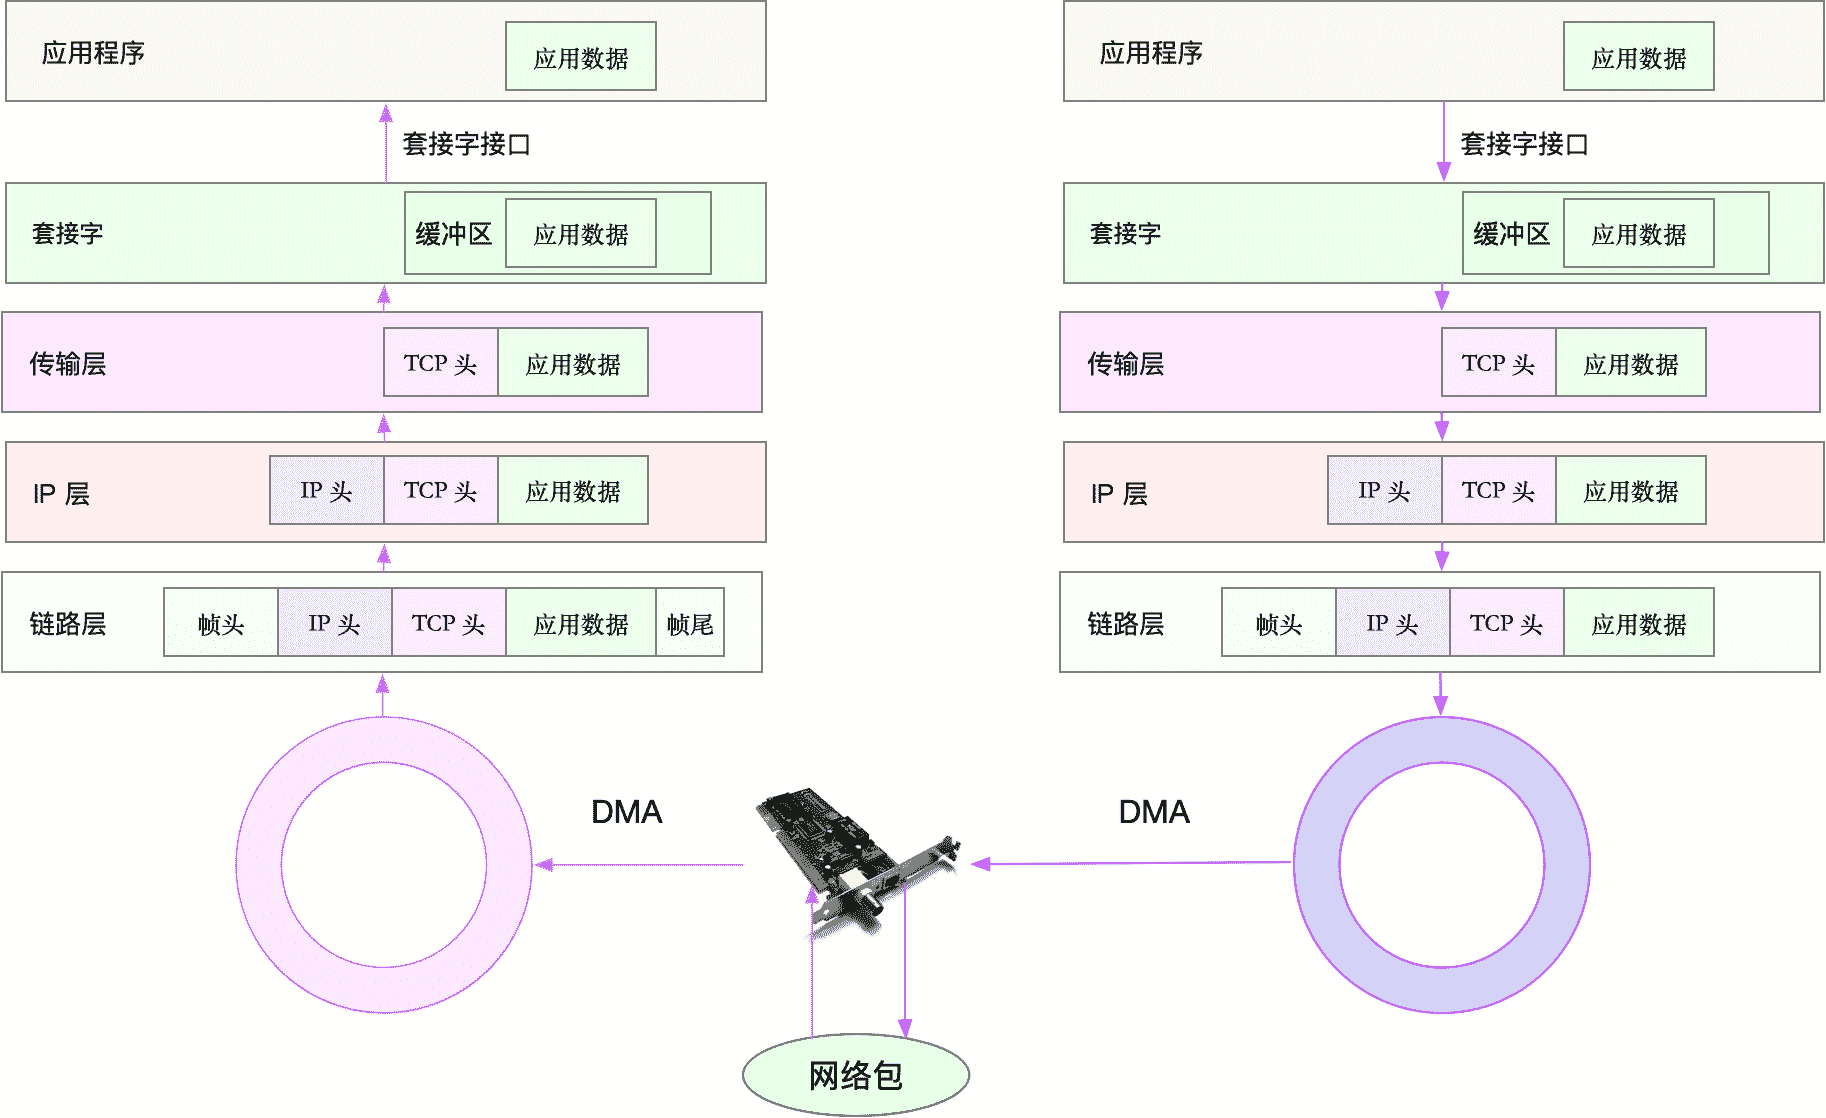 应用程序
应用数据
套接字接口
套接字
缓冲区
应用数据
传输层
TCP 头
应用数据
IP 层
IP 头
TCP 头
应用数据
链路层
帧头
IP 头
TCP 头
应用数据
帧尾
DMA
应用程序
应用数据
套接字接口
套接字
缓冲区
应用数据
传输层
TCP 头
应用数据
IP 层
IP 头
TCP 头
应用数据
链路层
帧头
IP 头
TCP 头
应用数据
DMA
网络包